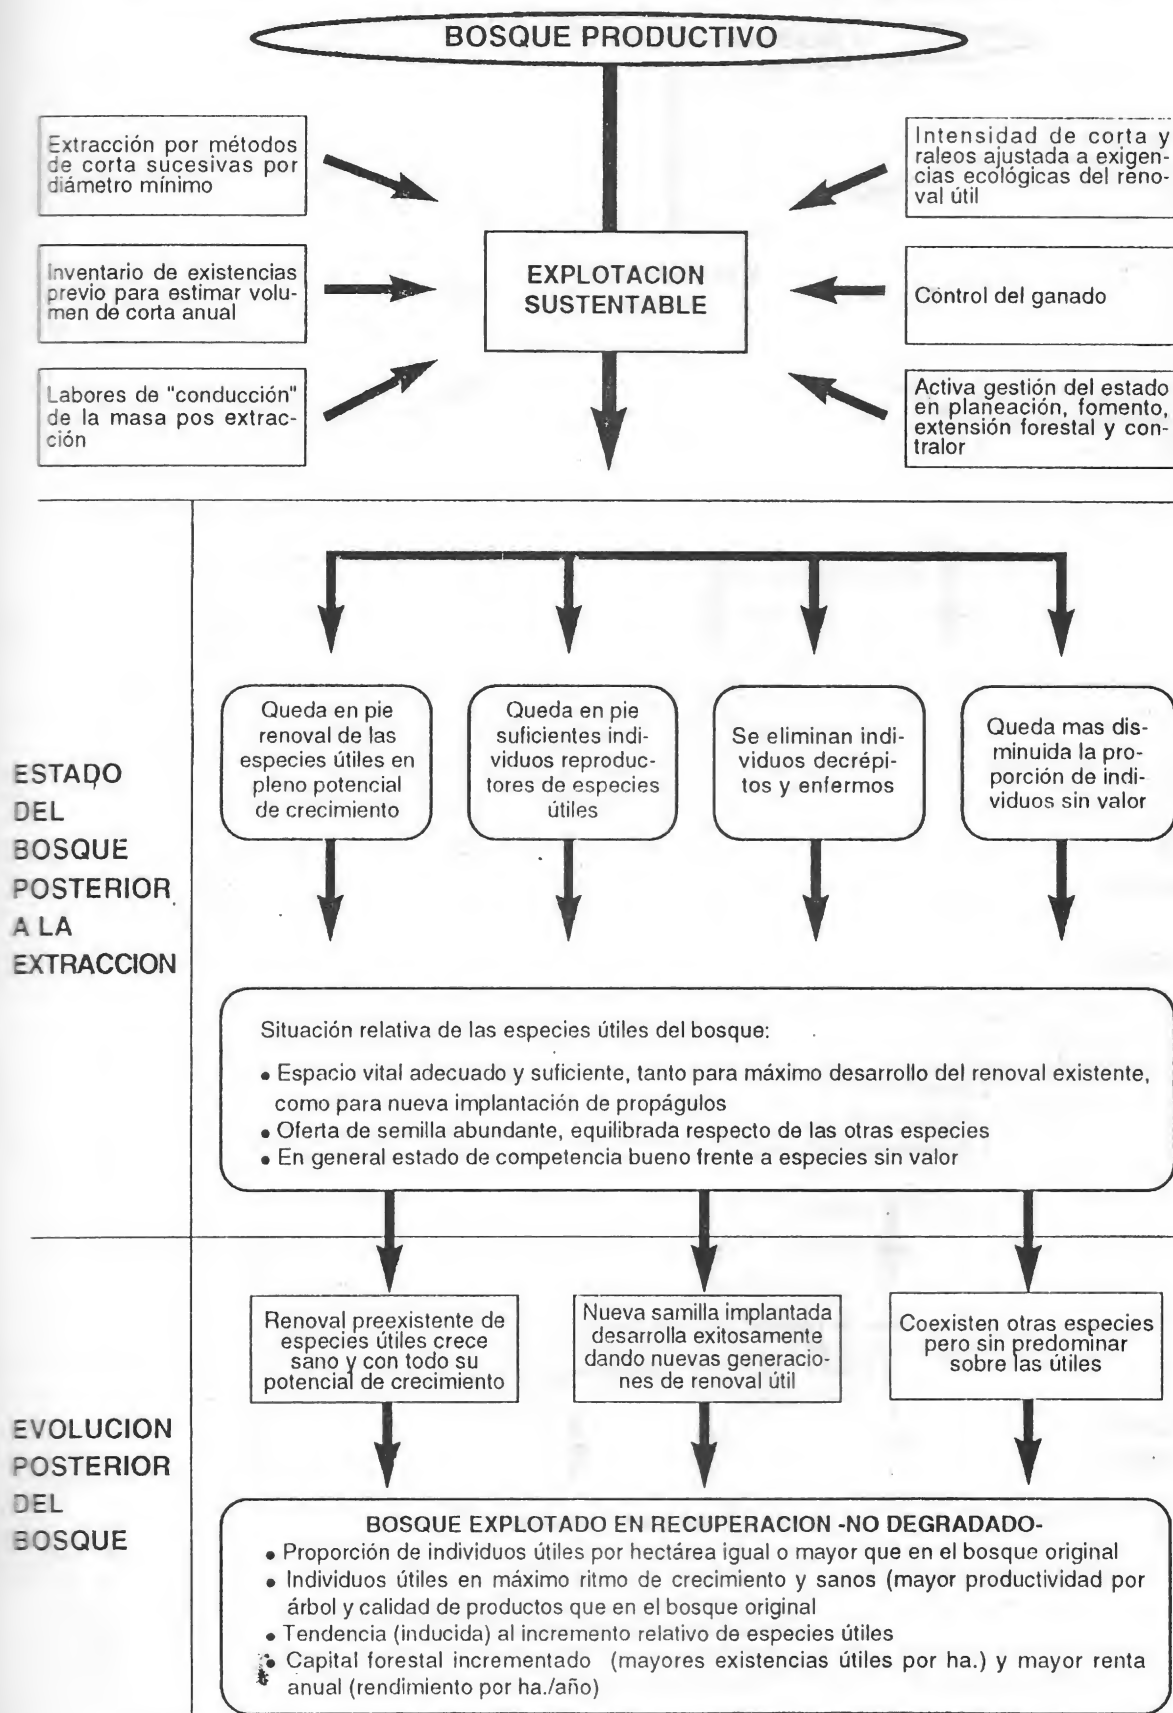 BOSQUE PRODUCTIVO
Extracción por métodos
de corta sucesivas por
diámetro mínimo
Inventario de existencias
previo para estimar volu-
men de corta anual
Labores de "conducción"
de la masa pos extrac-
ción
EXPLOTACION
SUSTENTABLE
Intensidad de corta y
raleos ajustada a exigen-
cias ecológicas del reno-
val útil
Control del ganado
Activa gestión del estado
en planeación, fomento,
extensión forestal y con-
tralor
ESTADO
DEL
BOSQUE
POSTERIOR
A LA
EXTRACCION
Queda en pie
renoval de las
especies útiles en
pleno potencial
de crecimiento
Queda en pie
suficientes indi-
viduos reproduc-
tores de especies
útiles
Se eliminan indi-
viduos decrépi-
tos y enfermos
Queda mas dis-
minuida la pro-
porción de indi-
viduos sin valor
Situación relativa de las especies útiles del bosque:
• Espacio vital adecuado y suficiente, tanto para máximo desarrollo del renoval existente,
como para nueva implantación de propágulos
• Oferta de semilla abundante, equilibrada respecto de las otras especies
• En general estado de competencia bueno frente a especies sin valor
EVOLUCION
POSTERIOR
DEL
BOSQUE
Renoval preexistente de
especies útiles crece
sano y con todo su
potencial de crecimiento
Nueva samilla implantada
desarrolla exitosamente
dando nuevas generacio-
nes de renoval útil
Coexisten otras especies
pero sin predominar
sobre las útiles
BOSQUE EXPLOTADO EN RECUPERACION -NO DEGRADADO-
• Proporción de individuos útiles por hectárea igual o mayor que en el bosque original
• Individuos útiles en máximo ritmo de crecimiento y sanos (mayor productividad por
árbol y calidad de productos que en el bosque original
• Tendencia (inducida) al incremento relativo de especies útiles
• Capital forestal incrementado (mayores existencias útiles por ha.) y mayor renta
anual (rendimiento por ha./año)